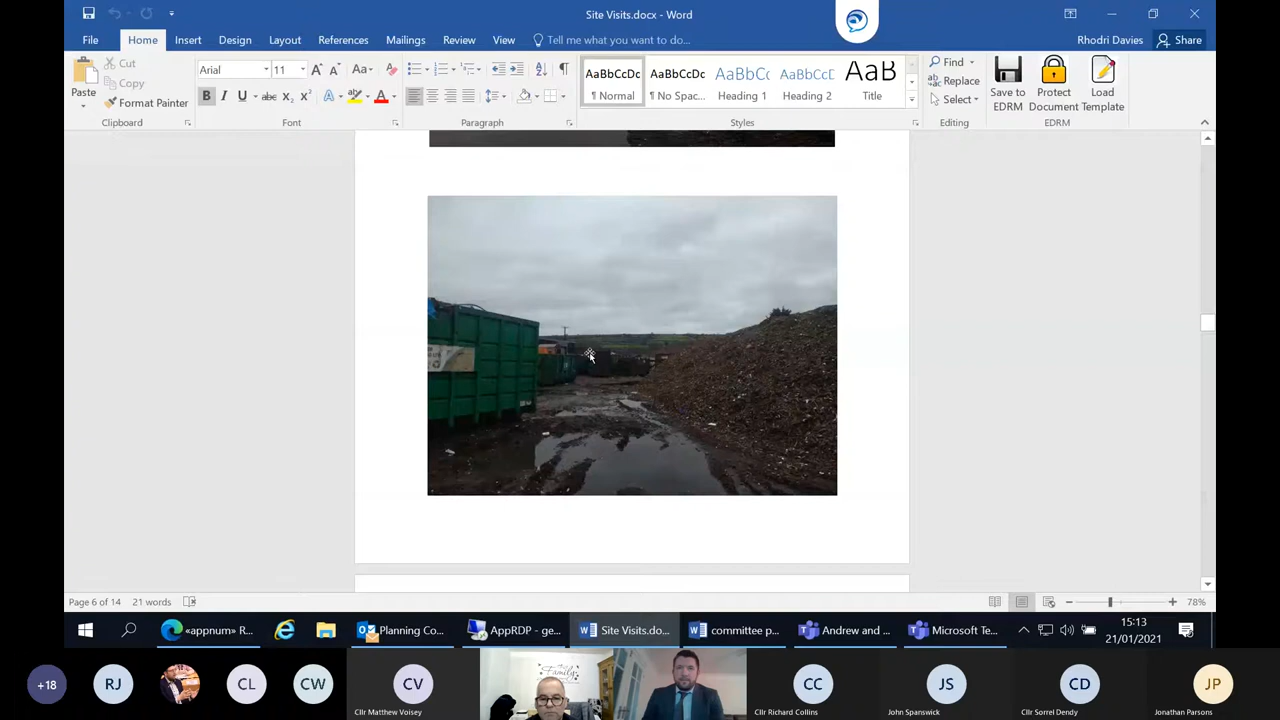 Site Visits.docx - Word
File
Home
Insert
Design
Layout
References
Mailings
Review
View
Tell me what you want to do...
Rhodri Davies
Share
Paste
Cut
Copy
Format Painter
Clipboard
Arial
11
Font
Paragraph
AaBbCcDc
¶ Normal
AaBbCcDc
¶ No Spac...
AaBbCc
Heading 1
AaBbCcD
Heading 2
AaB
Title
Styles
Find
Replace
Select
Editing
Save to EDRM
Protect Document
Load Template
EDRM
Page 6 of 14
21 words
78%
«appnum» R...
Planning Co...
AppRDP - ge...
Site Visits.do...
committee p...
Andrew and ...
Microsoft Te...
15:13
21/01/2021
+18
RJ
CL
CW
CV
Cllr Matthew Voisey
Family
CC
Cllr Richard Collins
JS
John Spanswick
CD
Cllr Sorrel Dendy
JP
Jonathan Parsons